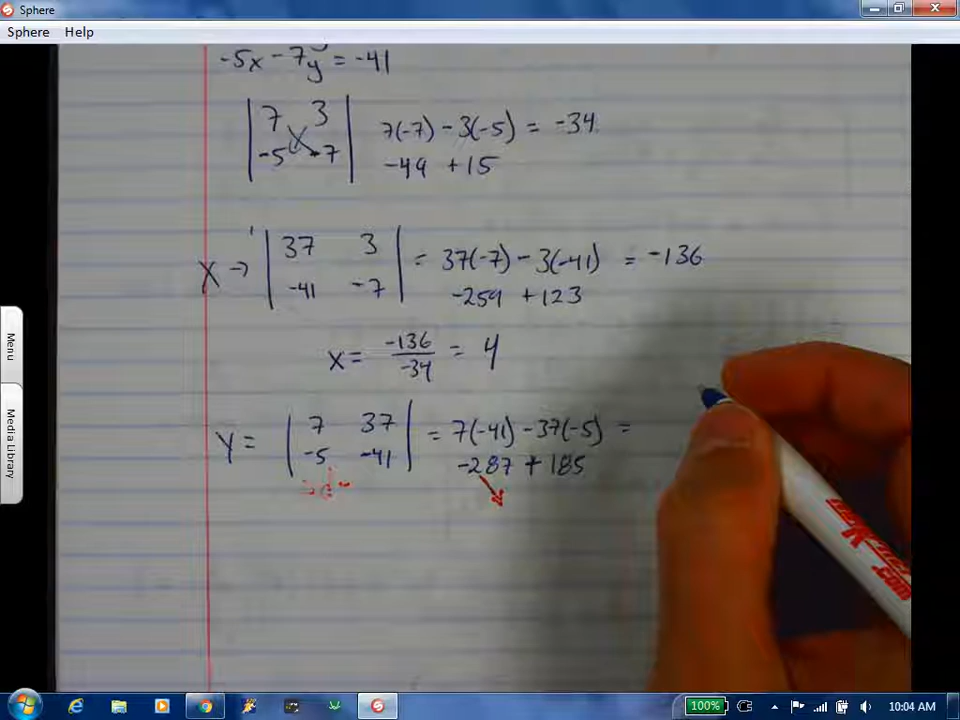 Sphere
Sphere Help
-5x - 7y = -41
7 3
-5 -7
7(-7) - 3(-5) = -34
-49 + 15
X → 37 3 = 37(-7) - 3(-41) = -136
-41 -7 -259 + 123
x = -136 / -34 = 4
Y = 7 37 = 7(-41) - 37(-5) =
-5 -41 -287 + 185
Menu
Media Library
100%
10:04 AM